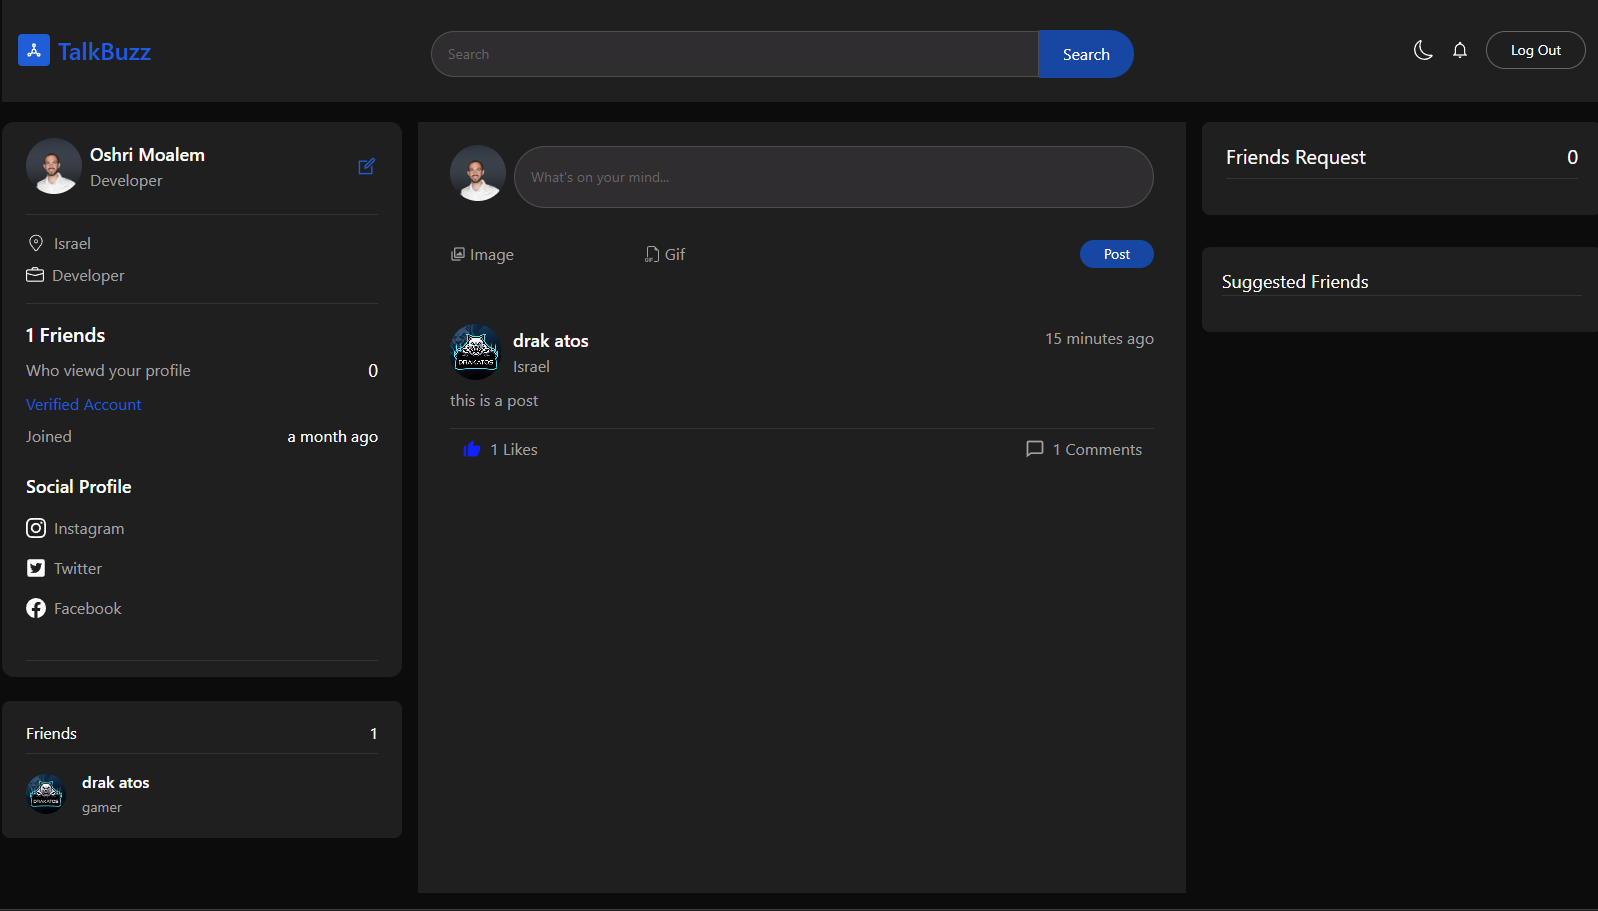 TalkBuzz
Search
Search
Log Out
Oshri Moalem
Developer
Israel
Developer
1 Friends
Who viewd your profile 0
Verified Account
Joined a month ago
Social Profile
Instagram
Twitter
Facebook
Friends 1
DRAKATOS
drak atos
gamer
What's on your mind...
Image
Gif
Post
DRAKATOS
drak atos
Israel
15 minutes ago
this is a post
1 Likes
1 Comments
Friends Request 0
Suggested Friends